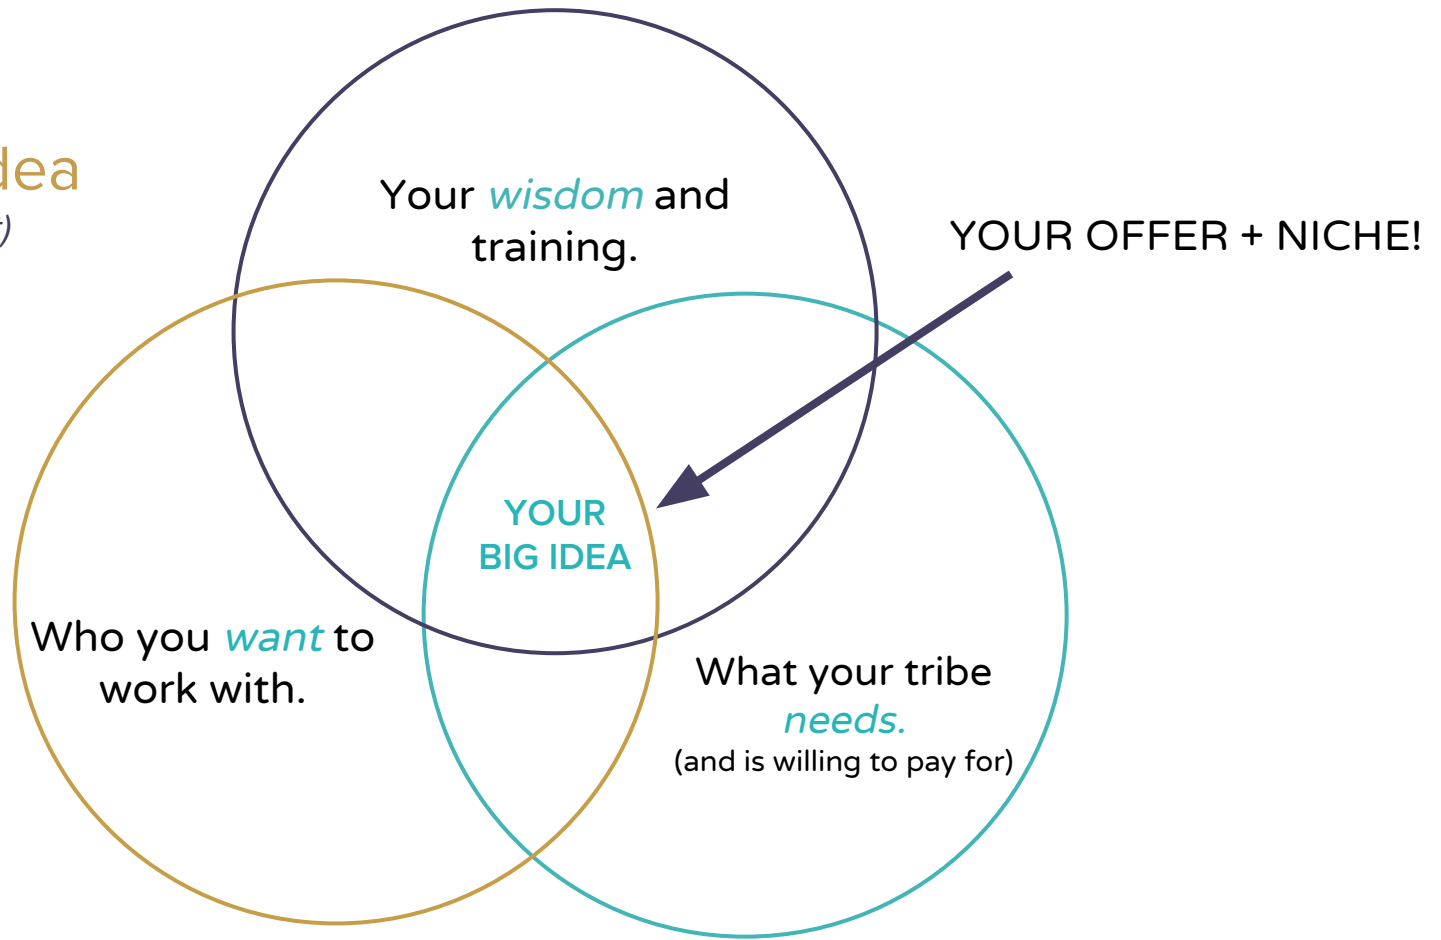 dea
Your wisdom and
training.
YOUR OFFER + NICHE!
YOUR
BIG IDEA
Who you want to
work with.
What your tribe
needs.
(and is willing to pay for)